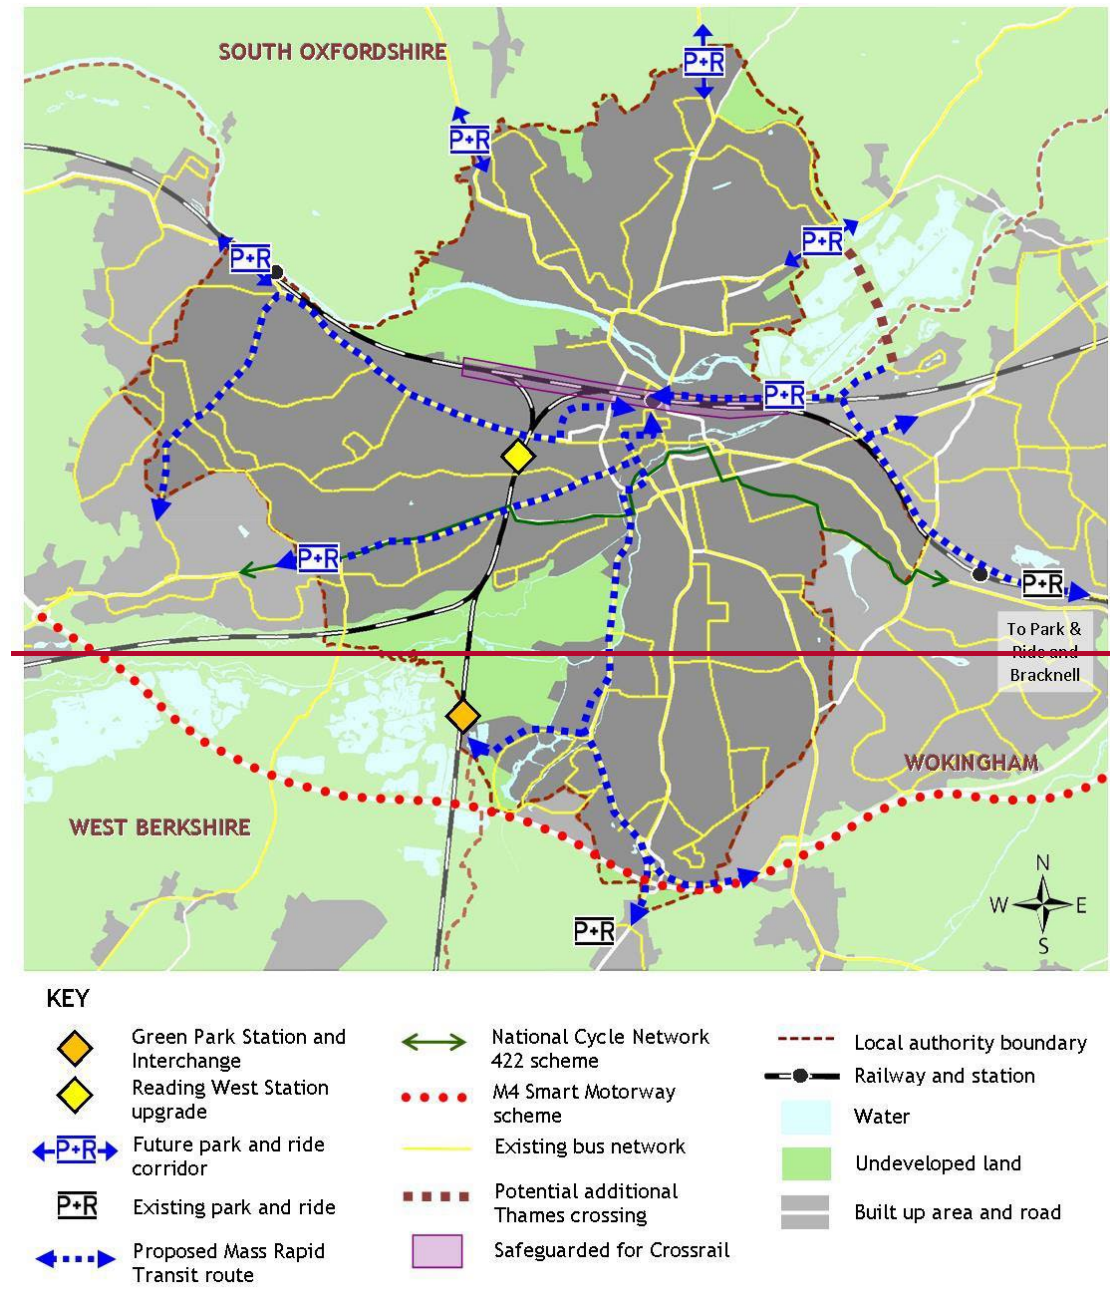 SOUTH OXFORDSHIRE
P+R
P+R
P+R
P+R
P+R
P+R
P+R
To Park &
Ride and
Bracknell
WOKINGHAM
WEST BERKSHIRE
P+R
N
W E
S
KEY
Green Park Station and
Interchange
Reading West Station
upgrade
P+R
Future park and ride
corridor
P+R
Existing park and ride
Proposed Mass Rapid
Transit route
National Cycle Network
422 scheme
M4 Smart Motorway
scheme
Existing bus network
Potential additional
Thames crossing
Safeguarded for Crossrail
Local authority boundary
Railway and station
Water
Undeveloped land
Built up area and road